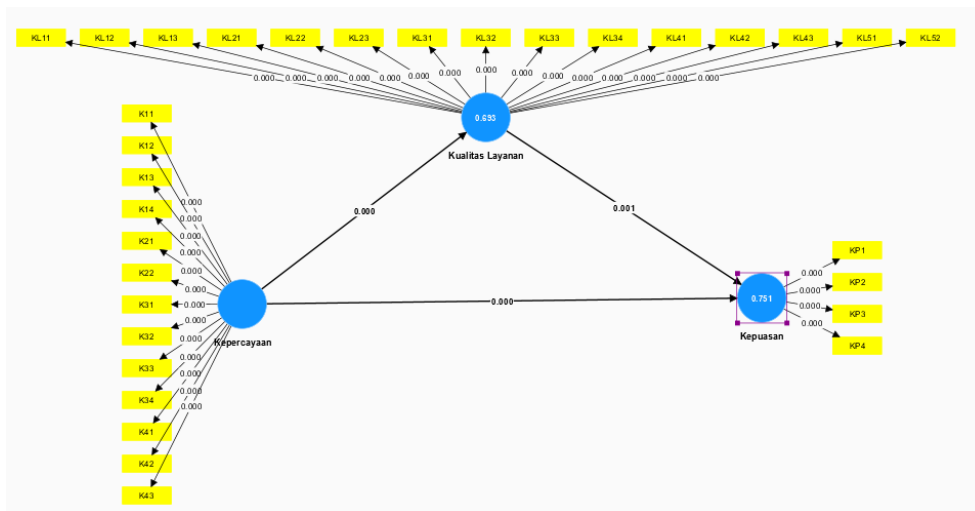 KL11 KL12 KL13 KL21 KL22 KL23 KL31 KL32 KL33 KL34 KL41 KL42 KL43 KL51 KL52
0.000 0.000 0.000 0.000 0.000 0.000 0.000 0.000 0.000 0.000 0.000 0.000 0.000 0.000 0.000
0.693
Kualitas Layanan
K11
K12
K13
K14
K21
K22
K31
K32
K33
K34
K41
K42
K43
0.000
0.000
0.000
0.000
0.000
0.000
0.000
0.000
0.000
0.000
0.000
0.000
0.000
Kepercayaan
0.000
0.001
0.000
0.751
Kepuasan
0.000
0.000
0.000
0.000
KP1
KP2
KP3
KP4